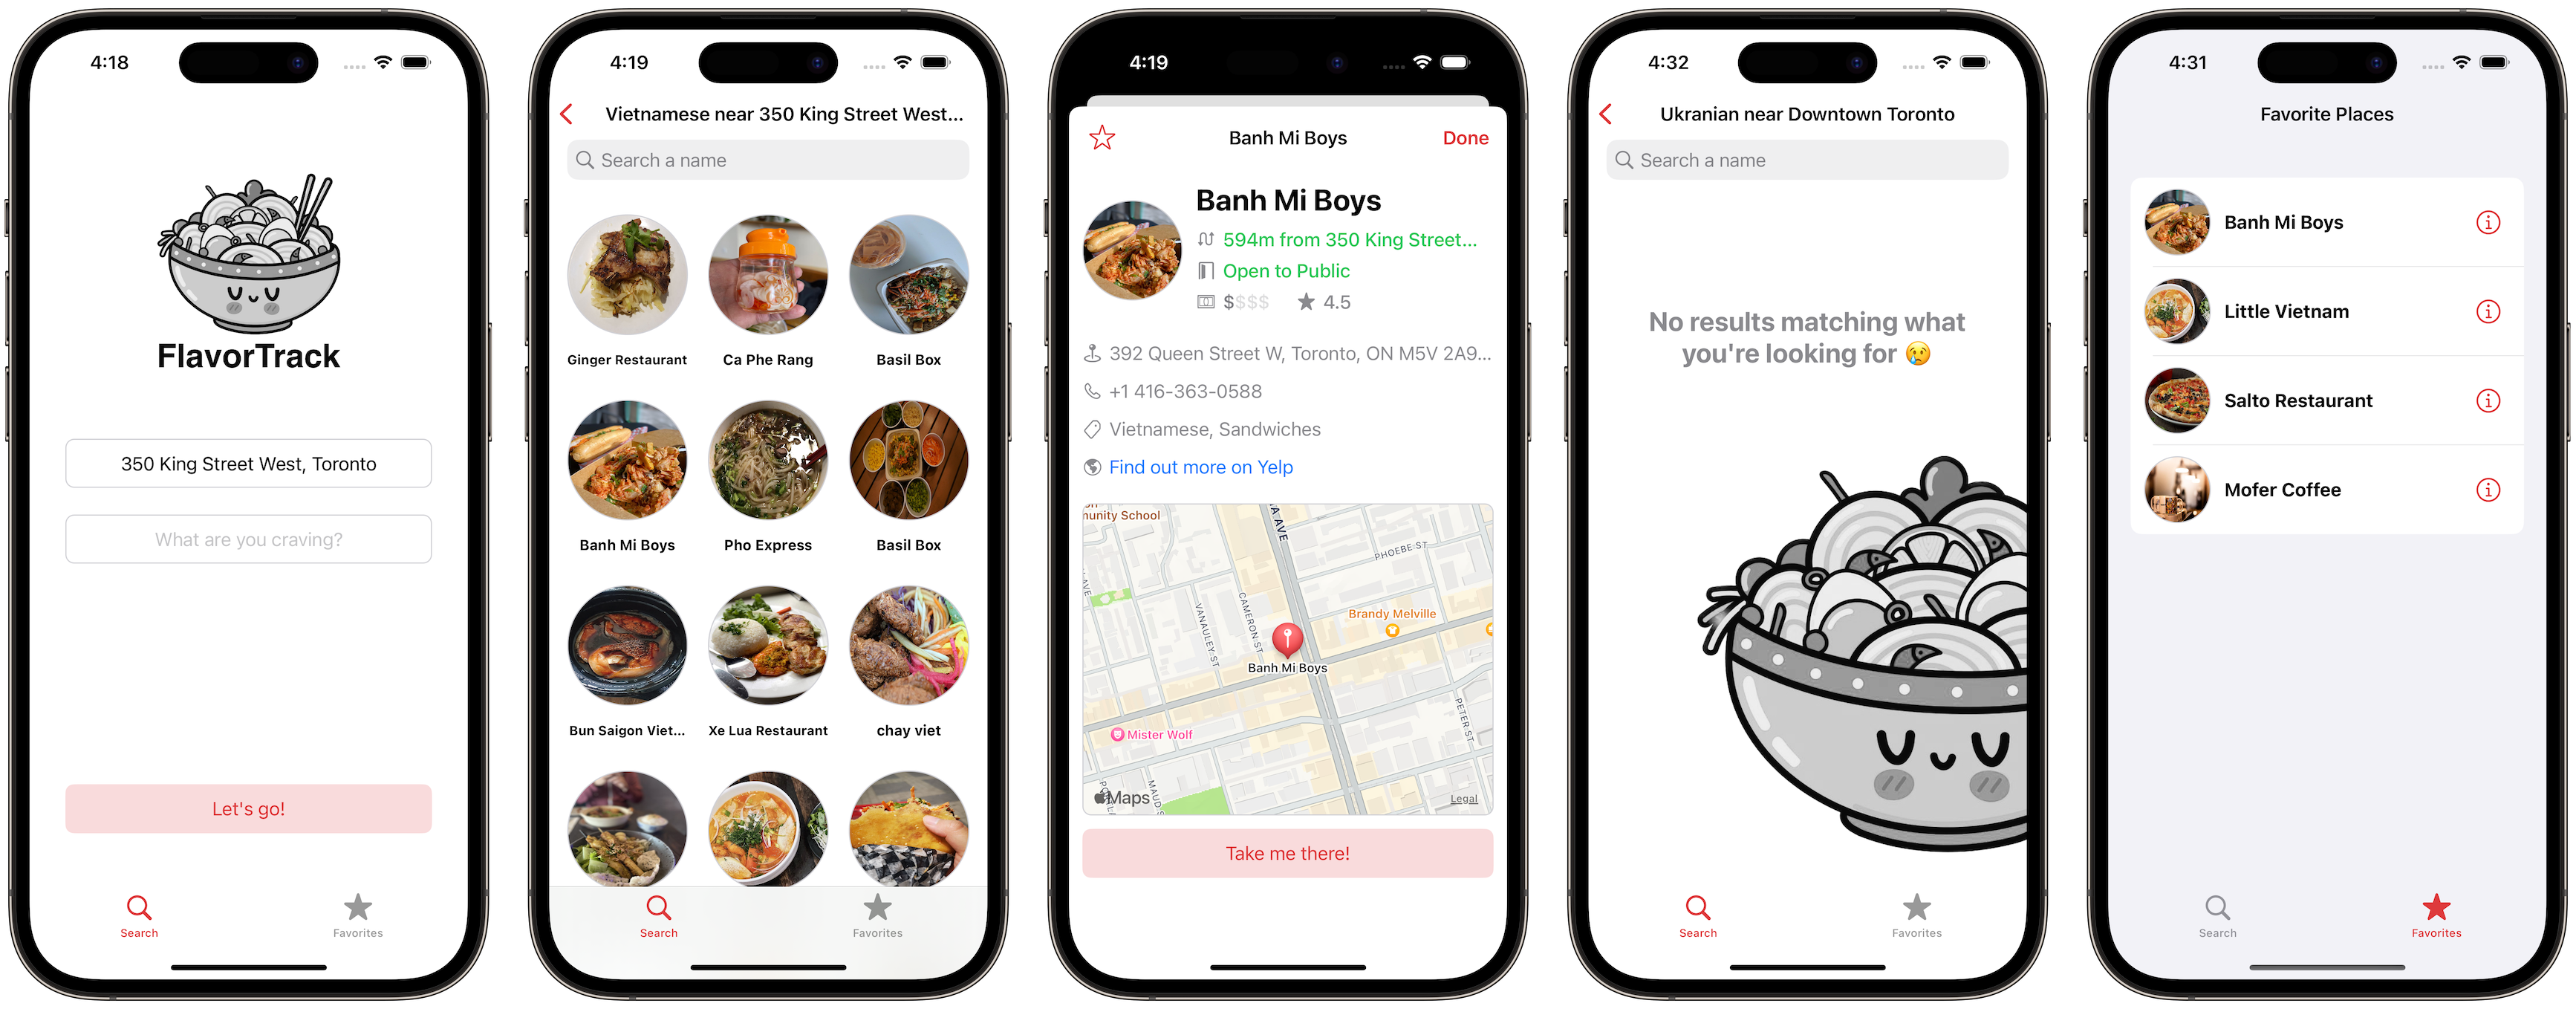 4:18
FlavorTrack
350 King Street West, Toronto
What are you craving?
Let's go!
Search
Favorites
4:19
Vietnamese near 350 King Street West...
Search a name
Ginger Restaurant
Ca Phe Rang
Basil Box
Banh Mi Boys
Pho Express
Basil Box
Bun Saigon Viet...
Xe Lua Restaurant
chay viet
Search
Favorites
4:19
Banh Mi Boys
Done
Banh Mi Boys
594m from 350 King Street...
Open to Public
$$$$
4.5
392 Queen Street W, Toronto, ON M5V 2A9...
+1 416-363-0588
Vietnamese, Sandwiches
Find out more on Yelp
munity School
A AVE
PHOEBE ST
VANAULEY ST
CAMERON ST
Brandy Melville
Banh Mi Boys
PETER ST
Mister Wolf
MAUD S
Maps
Legal
Take me there!
4:32
Ukranian near Downtown Toronto
Search a name
No results matching what
you're looking for 😢
Search
Favorites
4:31
Favorite Places
Banh Mi Boys
Little Vietnam
Salto Restaurant
Mofer Coffee
Search
Favorites